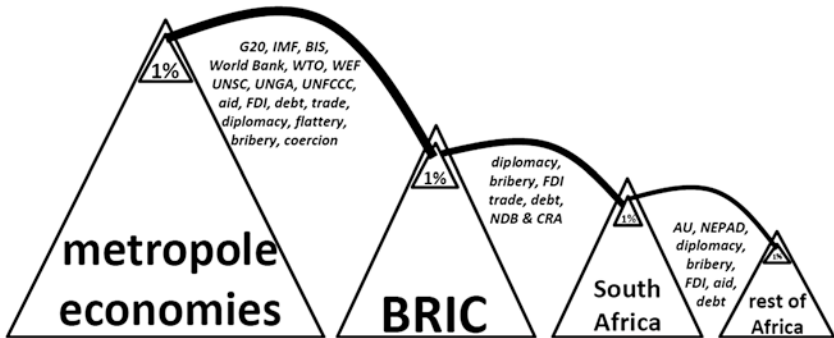 1%
G20, IMF, BIS,
World Bank, WTO, WEF
UNSC, UNGA, UNFCCC,
aid, FDI, debt, trade,
diplomacy, flattery,
bribery, coercion
metropole
economies
1%
diplomacy,
bribery, FDI
trade, debt,
NDB & CRA
BRIC
1%
South
Africa
AU, NEPAD,
diplomacy,
bribery,
FDI, aid,
debt
1%
rest of
Africa